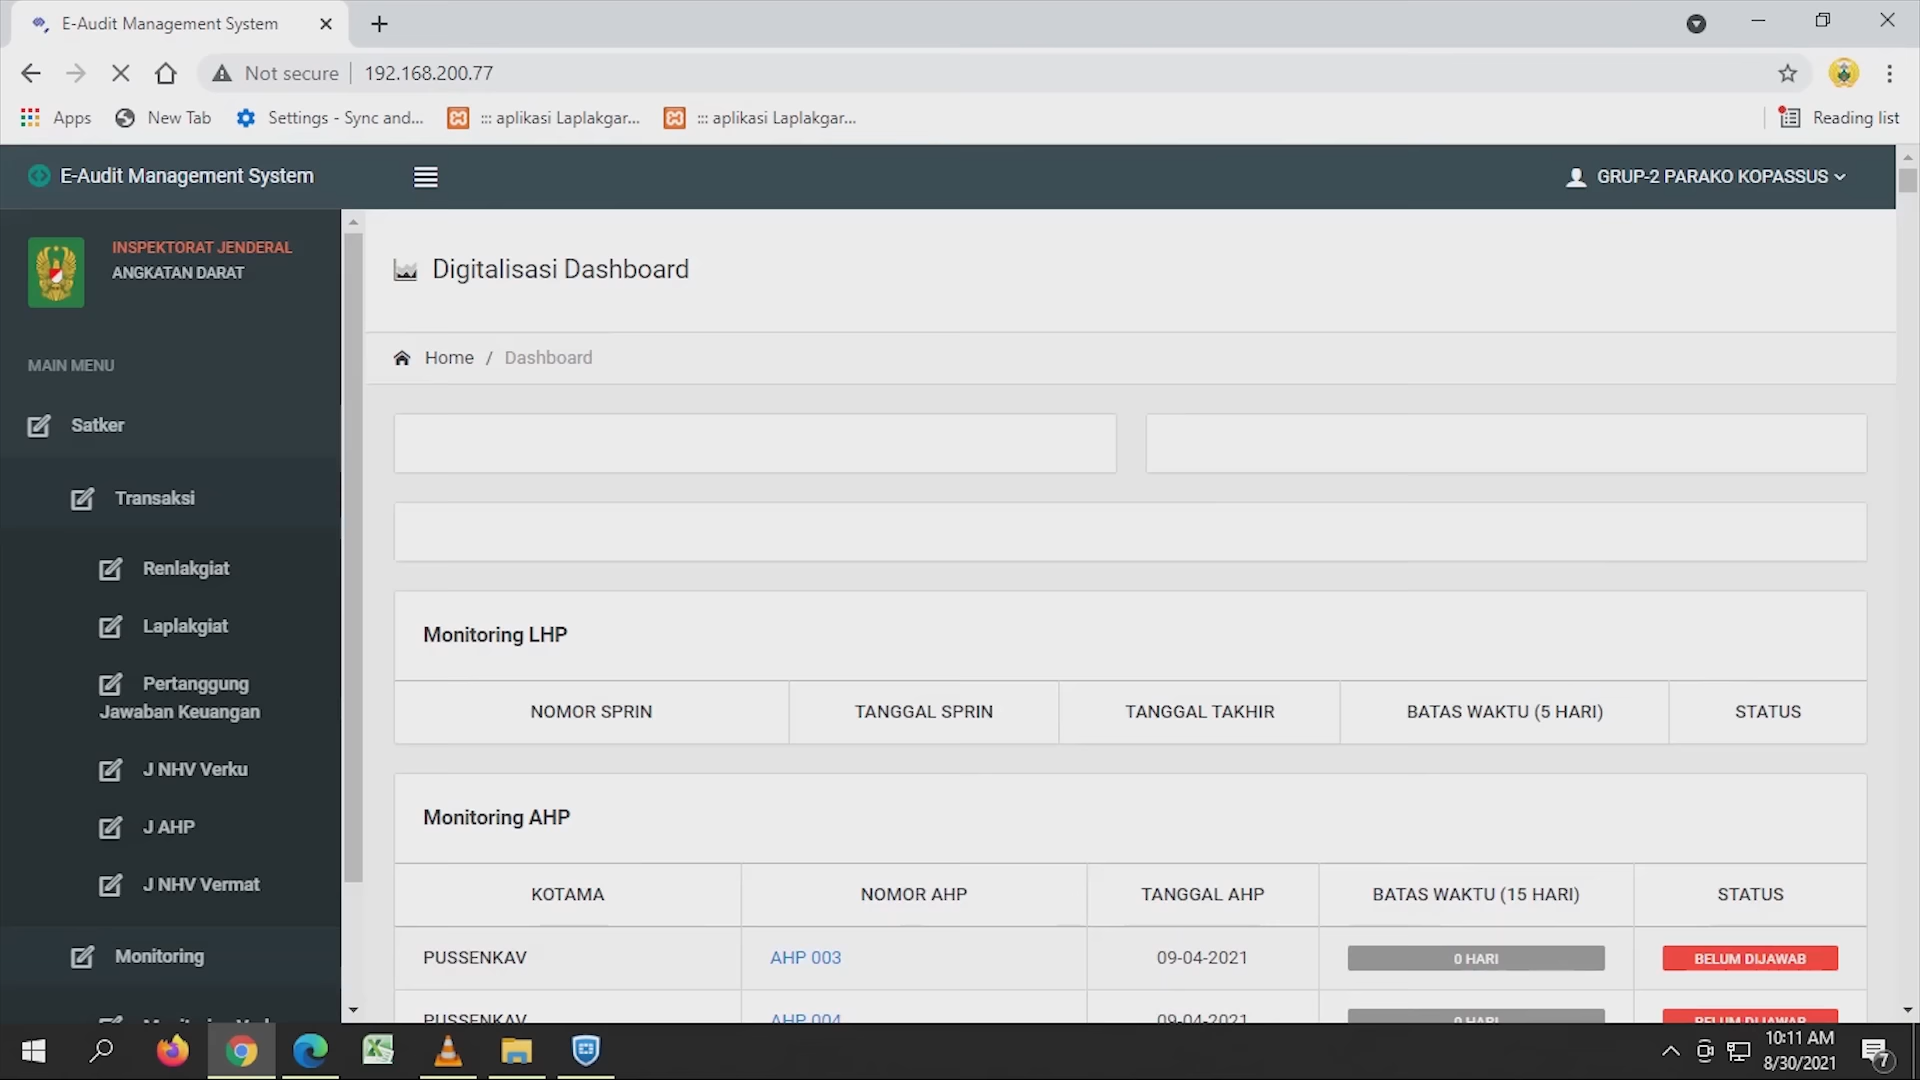 E-Audit Management System
Not secure
192.168.200.77
Apps
New Tab
Settings - Sync and...
::: aplikasi Laplakgar...
::: aplikasi Laplakgar...
Reading list
E-Audit Management System
GRUP-2 PARAKO KOPASSUS
INSPEKTORAT JENDERAL
ANGKATAN DARAT
MAIN MENU
Satker
Transaksi
Renlakgiat
Laplakgiat
Pertanggung
Jawaban Keuangan
J NHV Verku
J AHP
J NHV Vermat
Monitoring
Digitalisasi Dashboard
Home / Dashboard
Monitoring LHP
NOMOR SPRIN
TANGGAL SPRIN
TANGGAL TAKHIR
BATAS WAKTU (5 HARI)
STATUS
Monitoring AHP
KOTAMA
NOMOR AHP
TANGGAL AHP
BATAS WAKTU (15 HARI)
STATUS
PUSSENKAV
AHP 003
09-04-2021
0 HARI
BELUM DIJAWAB
PUSSENKAV
AHP 004
09-04-2021
0 HARI
BELUM DIJAWAB
10:11 AM
8/30/2021
7